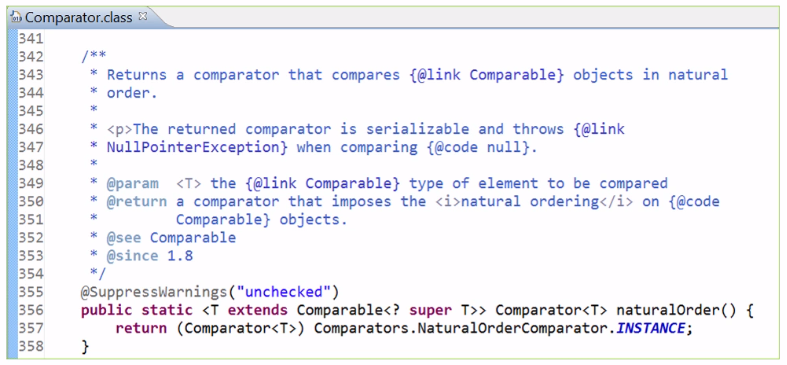 Comparator.class
341
342 /**
343 * Returns a comparator that compares {@link Comparable} objects in natural
344 * order.
345 *
346 * <p>The returned comparator is serializable and throws {@link
347 * NullPointerException} when comparing {@code null}.
348 *
349 * @param <T> the {@link Comparable} type of element to be compared
350 * @return a comparator that imposes the <i>natural ordering</i> on {@code
351 * Comparable} objects.
352 * @see Comparable
353 * @since 1.8
354 */
355 @SuppressWarnings("unchecked")
356 public static <T extends Comparable<? super T>> Comparator<T> naturalOrder() {
357 return (Comparator<T>) Comparators.NaturalOrderComparator.INSTANCE;
358 }